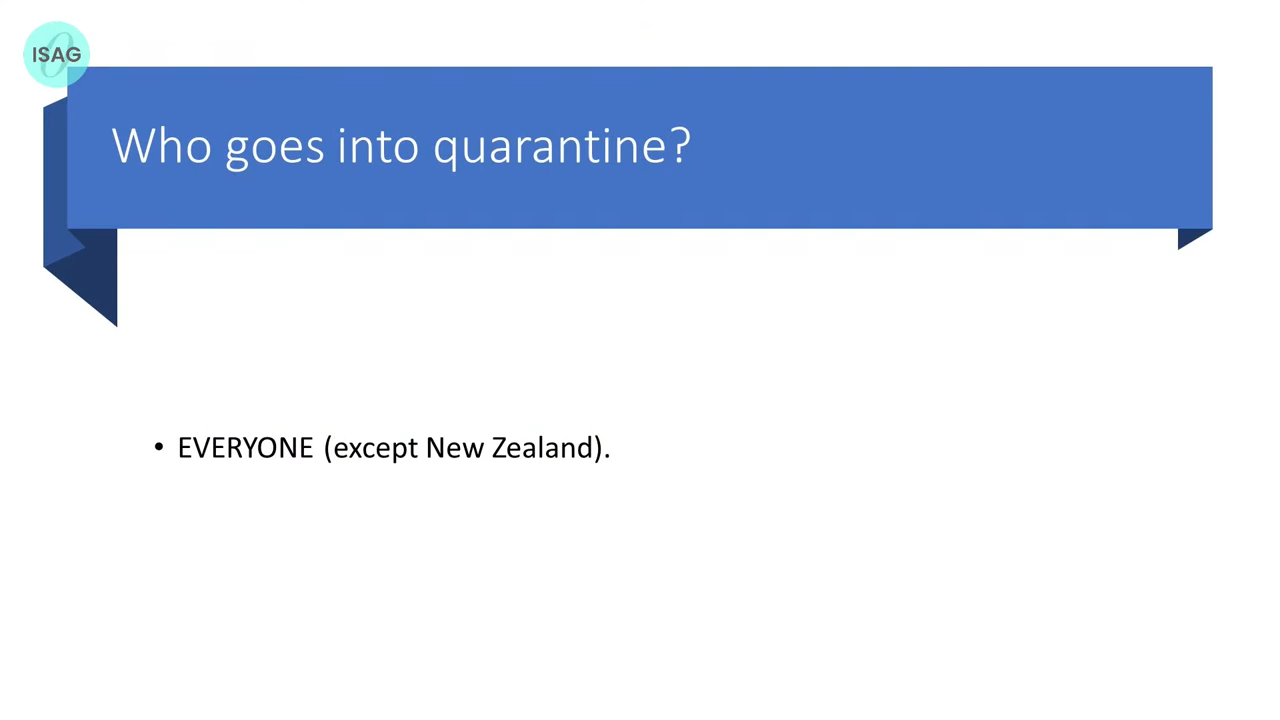 ISAG
Who goes into quarantine?
• EVERYONE (except New Zealand).